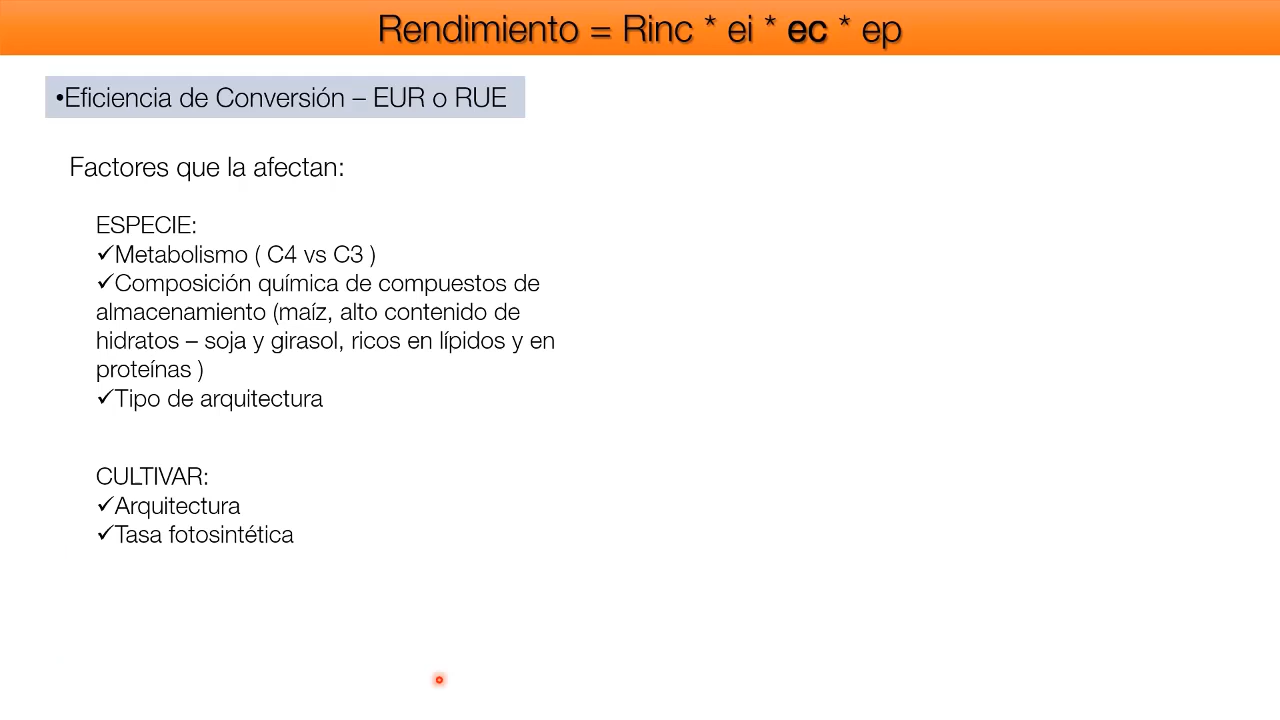 Rendimiento = Rinc * ei * ec * ep
•Eficiencia de Conversión – EUR o RUE
Factores que la afectan:
ESPECIE:
✓Metabolismo ( C4 vs C3 )
✓Composición química de compuestos de
almacenamiento (maíz, alto contenido de
hidratos – soja y girasol, ricos en lípidos y en
proteínas )
✓Tipo de arquitectura
CULTIVAR:
✓Arquitectura
✓Tasa fotosintética